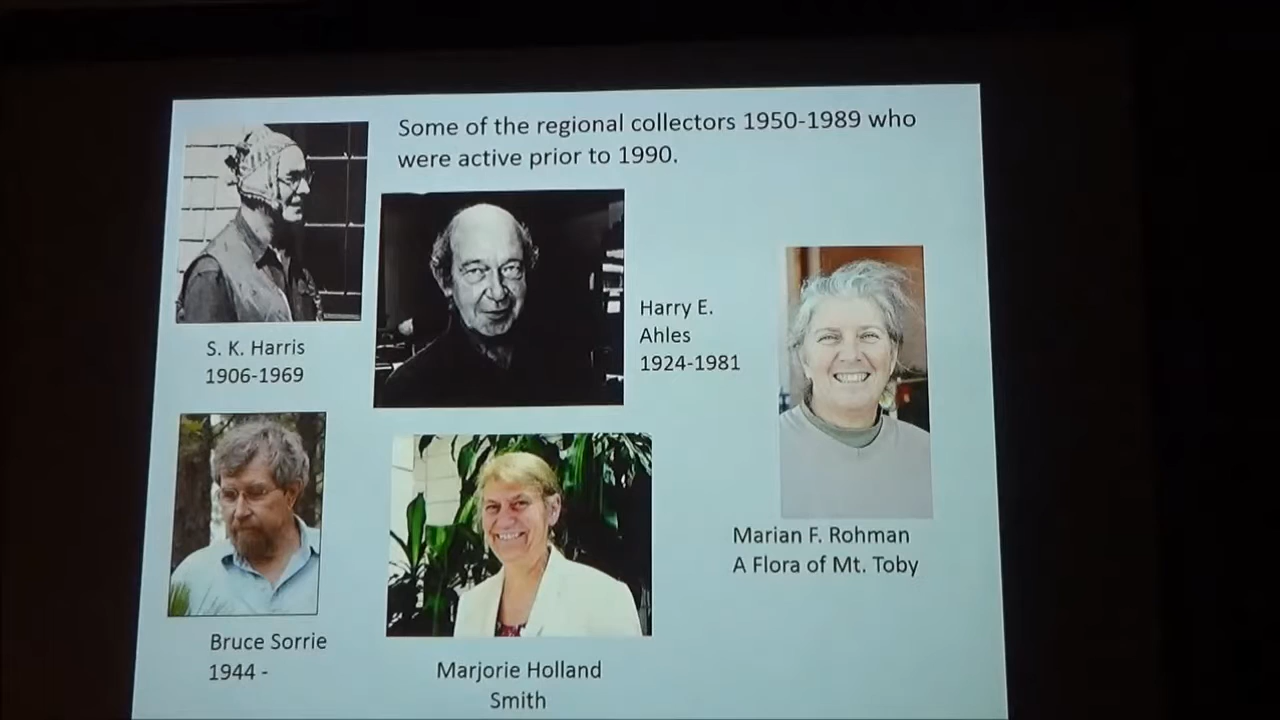 Some of the regional collectors 1950-1989 who
were active prior to 1990.
S. K. Harris
1906-1969
Harry E.
Ahles
1924-1981
Marian F. Rohman
A Flora of Mt. Toby
Bruce Sorrie
1944 -
Marjorie Holland
Smith